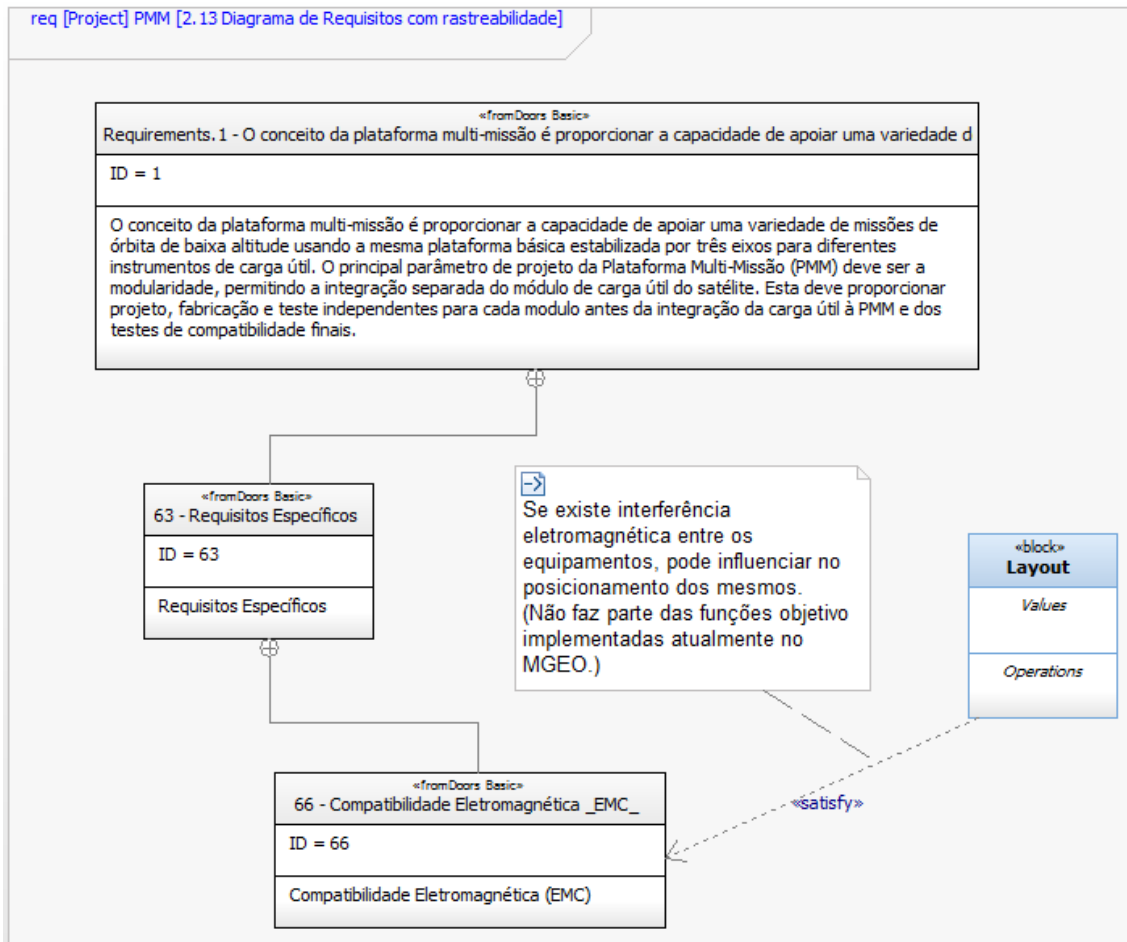 req [Project] PMM [2.13 Diagrama de Requisitos com rastreabilidade]
«fromDoors Basic»
Requirements.1 - O conceito da plataforma multi-missão é proporcionar a capacidade de apoiar uma variedade d
ID = 1
O conceito da plataforma multi-missão é proporcionar a capacidade de apoiar uma variedade de missões de
órbita de baixa altitude usando a mesma plataforma básica estabilizada por três eixos para diferentes
instrumentos de carga útil. O principal parâmetro de projeto da Plataforma Multi-Missão (PMM) deve ser a
modularidade, permitindo a integração separada do módulo de carga útil do satélite. Esta deve proporcionar
projeto, fabricação e teste independentes para cada modulo antes da integração da carga útil à PMM e dos
testes de compatibilidade finais.
«fromDoors Basic»
63 - Requisitos Específicos
ID = 63
Requisitos Específicos
Se existe interferência
eletromagnética entre os
equipamentos, pode influenciar no
posicionamento dos mesmos.
(Não faz parte das funções objetivo
implementadas atualmente no
MGEO.)
«block»
Layout
Values
Operations
«satisfy»
«fromDoors Basic»
66 - Compatibilidade Eletromagnética _EMC_
ID = 66
Compatibilidade Eletromagnética (EMC)